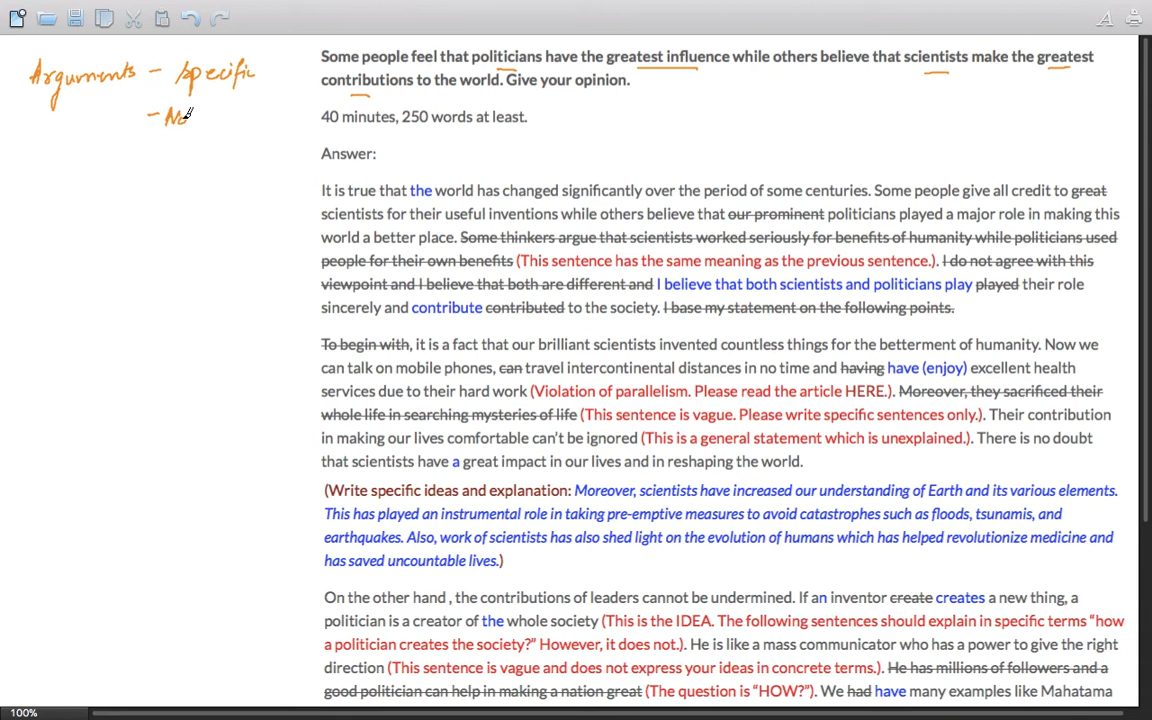 Some people feel that politicians have the greatest influence while others believe that scientists make the greatest
contributions to the world. Give your opinion.
Arguments - specific
- No
40 minutes, 250 words at least.
Answer:
It is true that the world has changed significantly over the period of some centuries. Some people give all credit to great
scientists for their useful inventions while others believe that our prominent politicians played a major role in making this
world a better place. Some thinkers argue that scientists worked seriously for benefits of humanity while politicians used
people for their own benefits (This sentence has the same meaning as the previous sentence.). I do not agree with this
viewpoint and I believe that both are different and I believe that both scientists and politicians play played their role
sincerely and contribute contributed to the society. I base my statement on the following points.
To begin with, it is a fact that our brilliant scientists invented countless things for the betterment of humanity. Now we
can talk on mobile phones, can travel intercontinental distances in no time and having have (enjoy) excellent health
services due to their hard work (Violation of parallelism. Please read the article HERE.). Moreover, they sacrificed their
whole life in searching mysteries of life (This sentence is vague. Please write specific sentences only.). Their contribution
in making our lives comfortable can't be ignored (This is a general statement which is unexplained.). There is no doubt
that scientists have a great impact in our lives and in reshaping the world.
(Write specific ideas and explanation: Moreover, scientists have increased our understanding of Earth and its various elements.
This has played an instrumental role in taking pre-emptive measures to avoid catastrophes such as floods, tsunamis, and
earthquakes. Also, work of scientists has also shed light on the evolution of humans which has helped revolutionize medicine and
has saved uncountable lives.)
On the other hand , the contributions of leaders cannot be undermined. If an inventor create creates a new thing, a
politician is a creator of the whole society (This is the IDEA. The following sentences should explain in specific terms "how
a politician creates the society?" However, it does not.). He is like a mass communicator who has a power to give the right
direction (This sentence is vague and does not express your ideas in concrete terms.). He has millions of followers and a
good politician can help in making a nation great (The question is "HOW?"). We had have many examples like Mahatama
100%